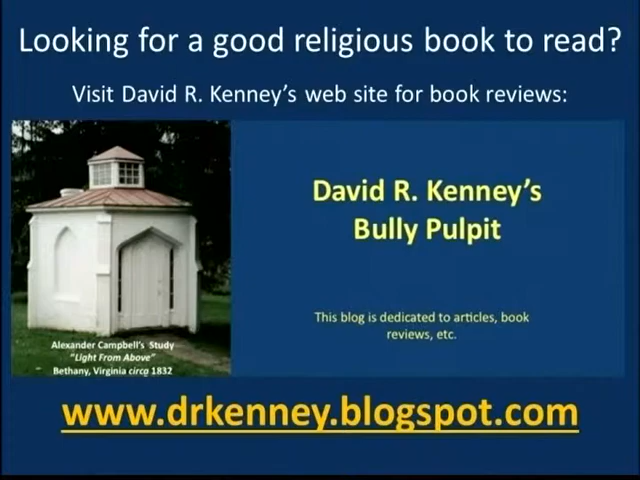 Looking for a good religious book to read?
Visit David R. Kenney's web site for book reviews:
David R. Kenney's
Bully Pulpit
This blog is dedicated to articles, book
reviews, etc.
Alexander Campbell's Study
"Light From Above"
Bethany, Virginia circa 1832
www.drkenney.blogspot.com